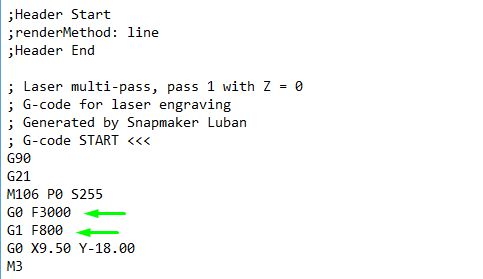 ;Header Start
;renderMethod: line
;Header End
; Laser multi-pass, pass 1 with Z = 0
; G-code for laser engraving
; Generated by Snapmaker Luban
; G-code START <<<
G90
G21
M106 P0 S255
G0 F3000
G1 F800
G0 X9.50 Y-18.00
M3